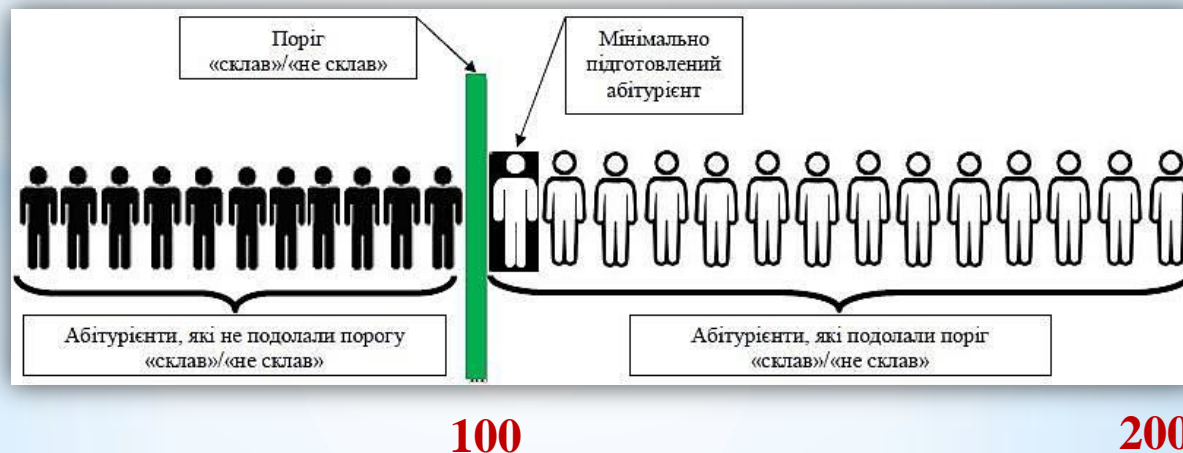 Поріг
«склав»/«не склав»
Мінімально
підготовлений
абітурієнт
Абітурієнти, які не подолали порогу
«склав»/«не склав»
Абітурієнти, які подолали поріг
«склав»/«не склав»
100
200